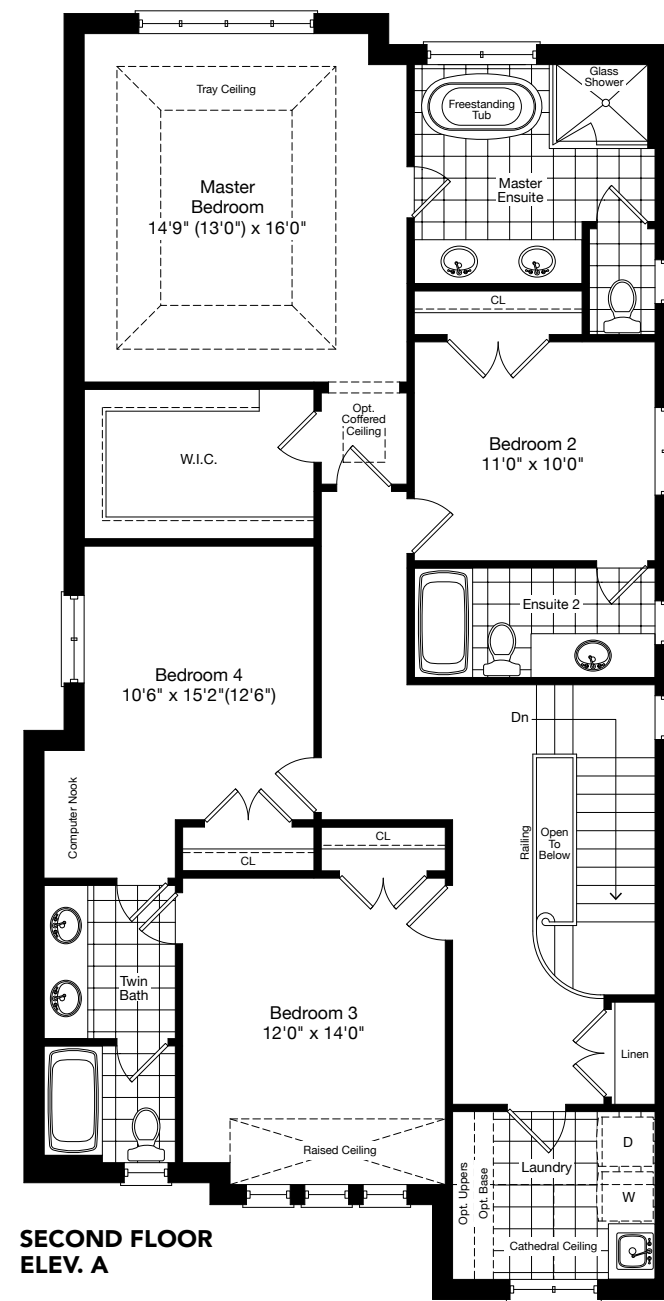 Tray Ceiling
Master
Bedroom
14'9" (13'0") x 16'0"
Glass
Shower
Freestanding
Tub
Master
Ensuite
CL
Opt.
Coffered
Ceiling
W.I.C.
Bedroom 2
11'0" x 10'0"
Ensuite 2
Bedroom 4
10'6" x 15'2"(12'6")
Dn
Computer Nook
Railing
Open
To
Below
CL
CL
Twin
Bath
Bedroom 3
12'0" x 14'0"
Linen
Raised Ceiling
Opt. Uppers
Opt. Base
Laundry
D
W
Cathedral Ceiling
SECOND FLOOR
ELEV. A